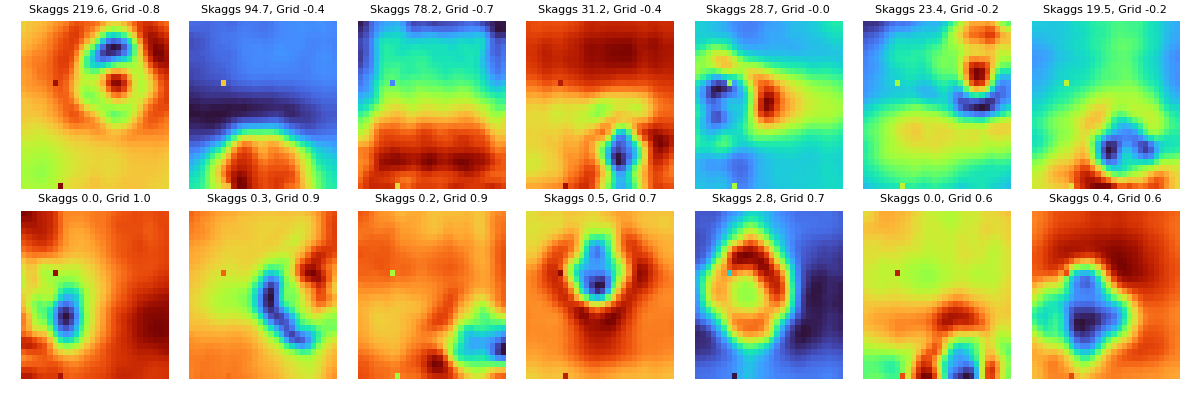 Skaggs 219.6, Grid -0.8 Skaggs 94.7, Grid -0.4 Skaggs 78.2, Grid -0.7 Skaggs 31.2, Grid -0.4 Skaggs 28.7, Grid -0.0 Skaggs 23.4, Grid -0.2 Skaggs 19.5, Grid -0.2
Skaggs 0.0, Grid 1.0 Skaggs 0.3, Grid 0.9 Skaggs 0.2, Grid 0.9 Skaggs 0.5, Grid 0.7 Skaggs 2.8, Grid 0.7 Skaggs 0.0, Grid 0.6 Skaggs 0.4, Grid 0.6